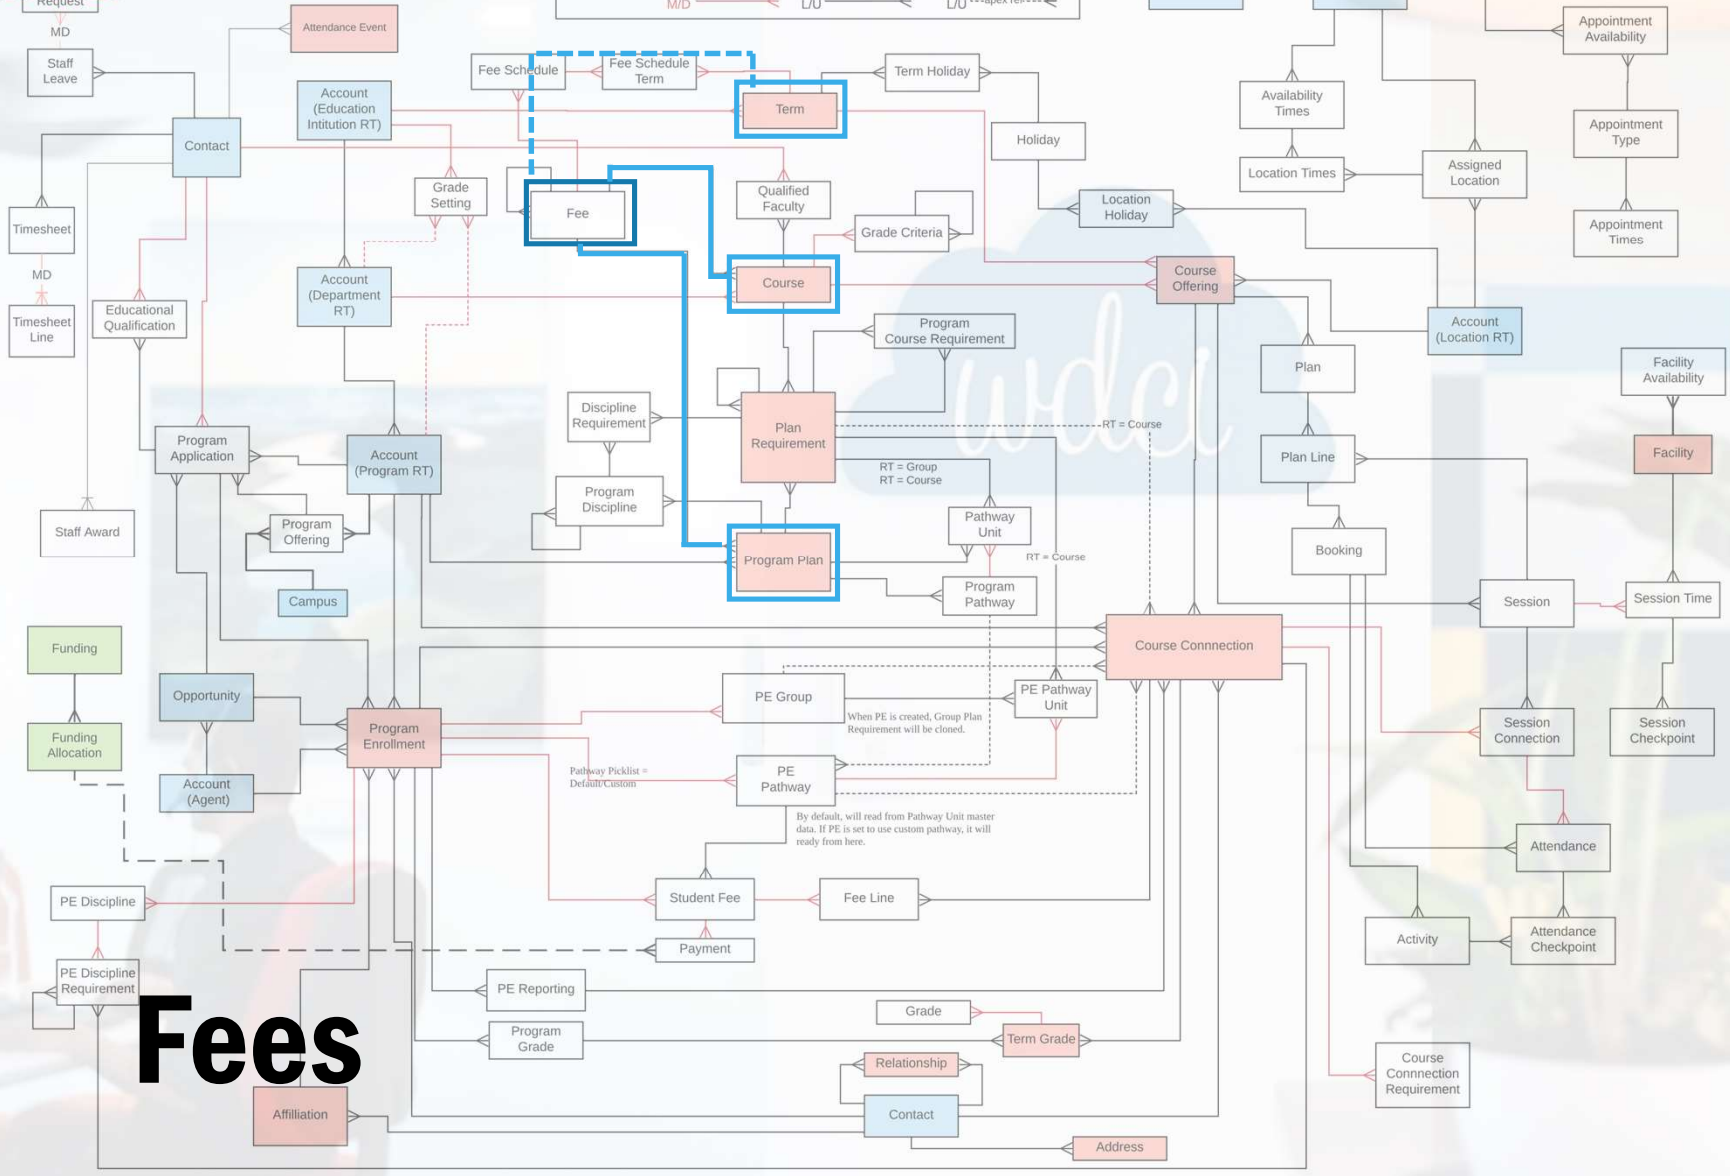 Request
MD
Staff
Leave
Attendance Event
M/D
L/U
L/U
apex ref
Appointment
Availability
Fee Schedule
Fee Schedule
Term
Term Holiday
Account
(Education
Intitution RT)
Term
Availability
Times
Appointment
Type
Contact
Holiday
Location Times
Assigned
Location
Grade
Setting
Qualified
Faculty
Fee
Location
Holiday
Timesheet
Grade Criteria
Appointment
Times
MD
Account
(Department
RT)
Course
Course
Offering
Timesheet
Line
Educational
Qualification
Program
Course Requirement
Account
(Location RT)
Plan
Facility
Availability
wdci
Discipline
Requirement
Plan
Requirement
RT = Course
Program
Application
Account
(Program RT)
RT = Group
RT = Course
Plan Line
Facility
Program
Discipline
Staff Award
Program
Offering
Pathway
Unit
Booking
Program Plan
RT = Course
Campus
Program
Pathway
Session
Session Time
Funding
Course Connnection
Opportunity
PE Group
PE Pathway
Unit
Funding
Allocation
Program
Enrollment
When PE is created, Group Plan
Requirement will be cloned.
Session
Connection
Session
Checkpoint
Account
(Agent)
Pathway Picklist =
Default/Custom
PE
Pathway
By default, will read from Pathway Unit master
data. If PE is set to use custom pathway, it will
ready from here.
Attendance
PE Discipline
Student Fee
Fee Line
Payment
Activity
Attendance
Checkpoint
PE Discipline
Requirement
PE Reporting
Fees
Grade
Program
Grade
Term Grade
Relationship
Course
Connnection
Requirement
Affilliation
Contact
Address